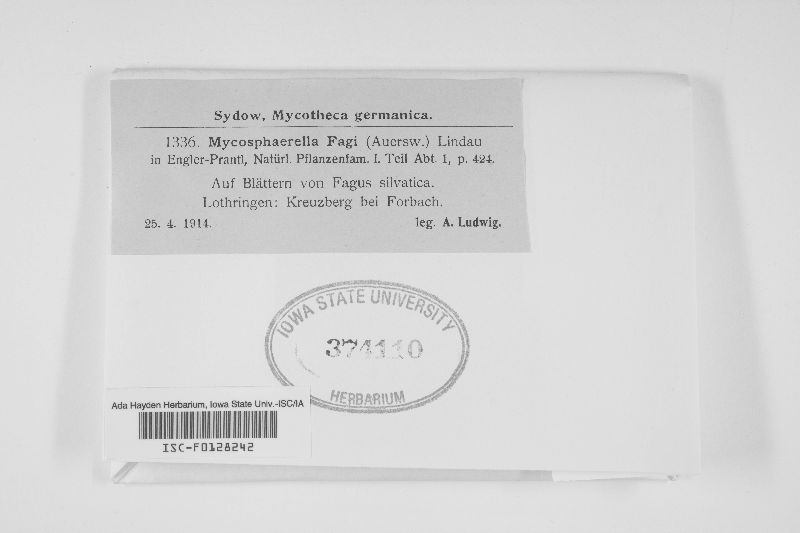 Sydow, Mycotheca germanica.
1336. Mycosphaerella Fagi (Auersw.) Lindau
in Engler-Prantl, Natürl. Pflanzenfam. I. Teil Abt. 1, p. 424.
Auf Blättern von Fagus silvatica.
Lothringen: Kreuzberg bei Forbach.
25. 4. 1914. leg. A. Ludwig.
IOWA STATE UNIVERSITY
374110
HERBARIUM
Ada Hayden Herbarium, Iowa State Univ.-ISC/IA
ISC-F0128242